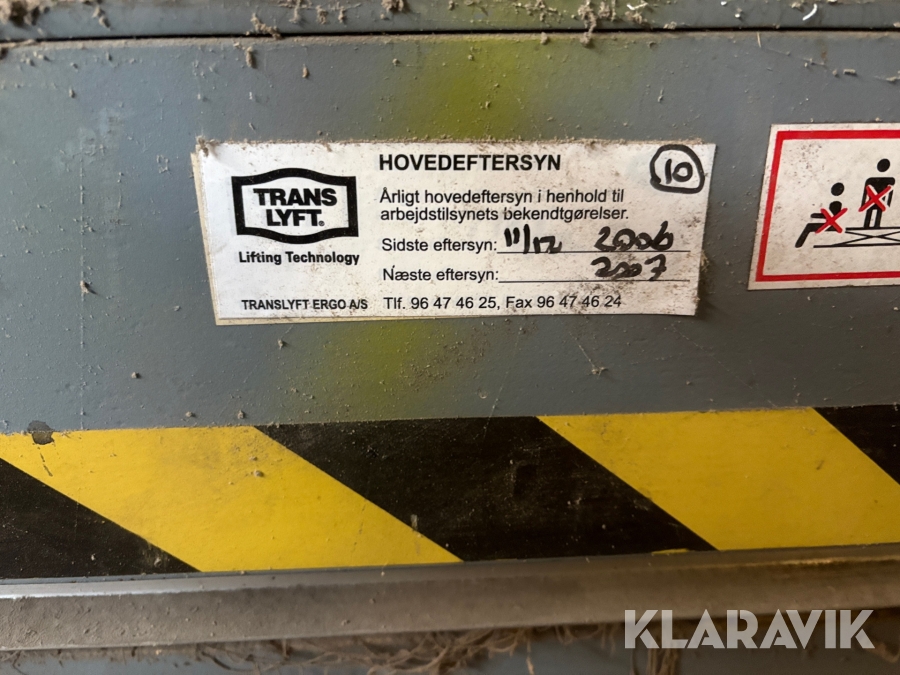 TRANS
LYFT®
Lifting Technology
TRANSLYFT ERGO A/S
HOVEDEFTERSYN
10
Årligt hovedeftersyn i henhold til
arbejdstilsynets bekendtgørelser.
Sidste eftersyn: 11/12 2006
Næste eftersyn: 2007
Tlf. 96 47 46 25, Fax 96 47 46 24
KLARAVIK